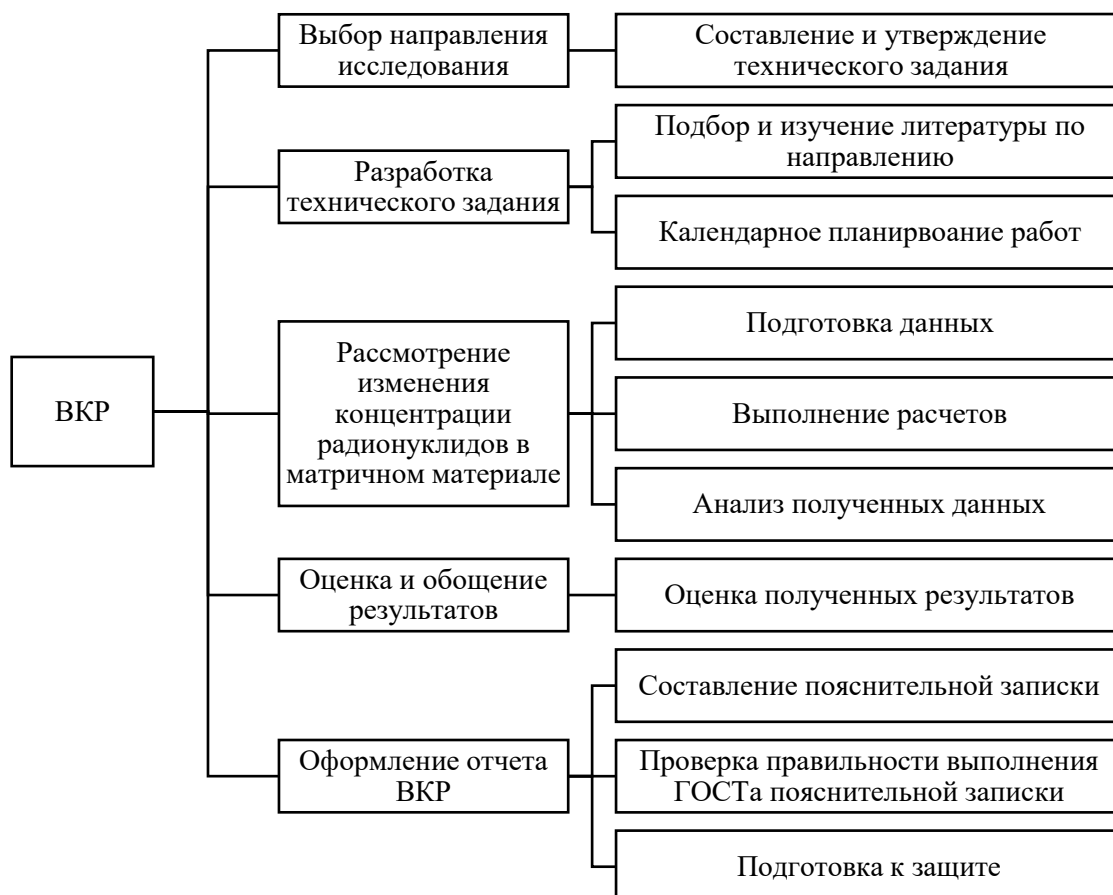 ВКР
Выбор направления
исследования
Составление и утверждение
технического задания
Разработка
технического задания
Подбор и изучение литературы по
направлению
Календарное планирвоание работ
Рассмотрение
изменения
концентрации
радионуклидов в
матричном материале
Подготовка данных
Выполнение расчетов
Анализ полученных данных
Оценка и обощение
результатов
Оценка полученных результатов
Оформление отчета
ВКР
Составление пояснительной записки
Проверка правильности выполнения
ГОСТа пояснительной записки
Подготовка к защите